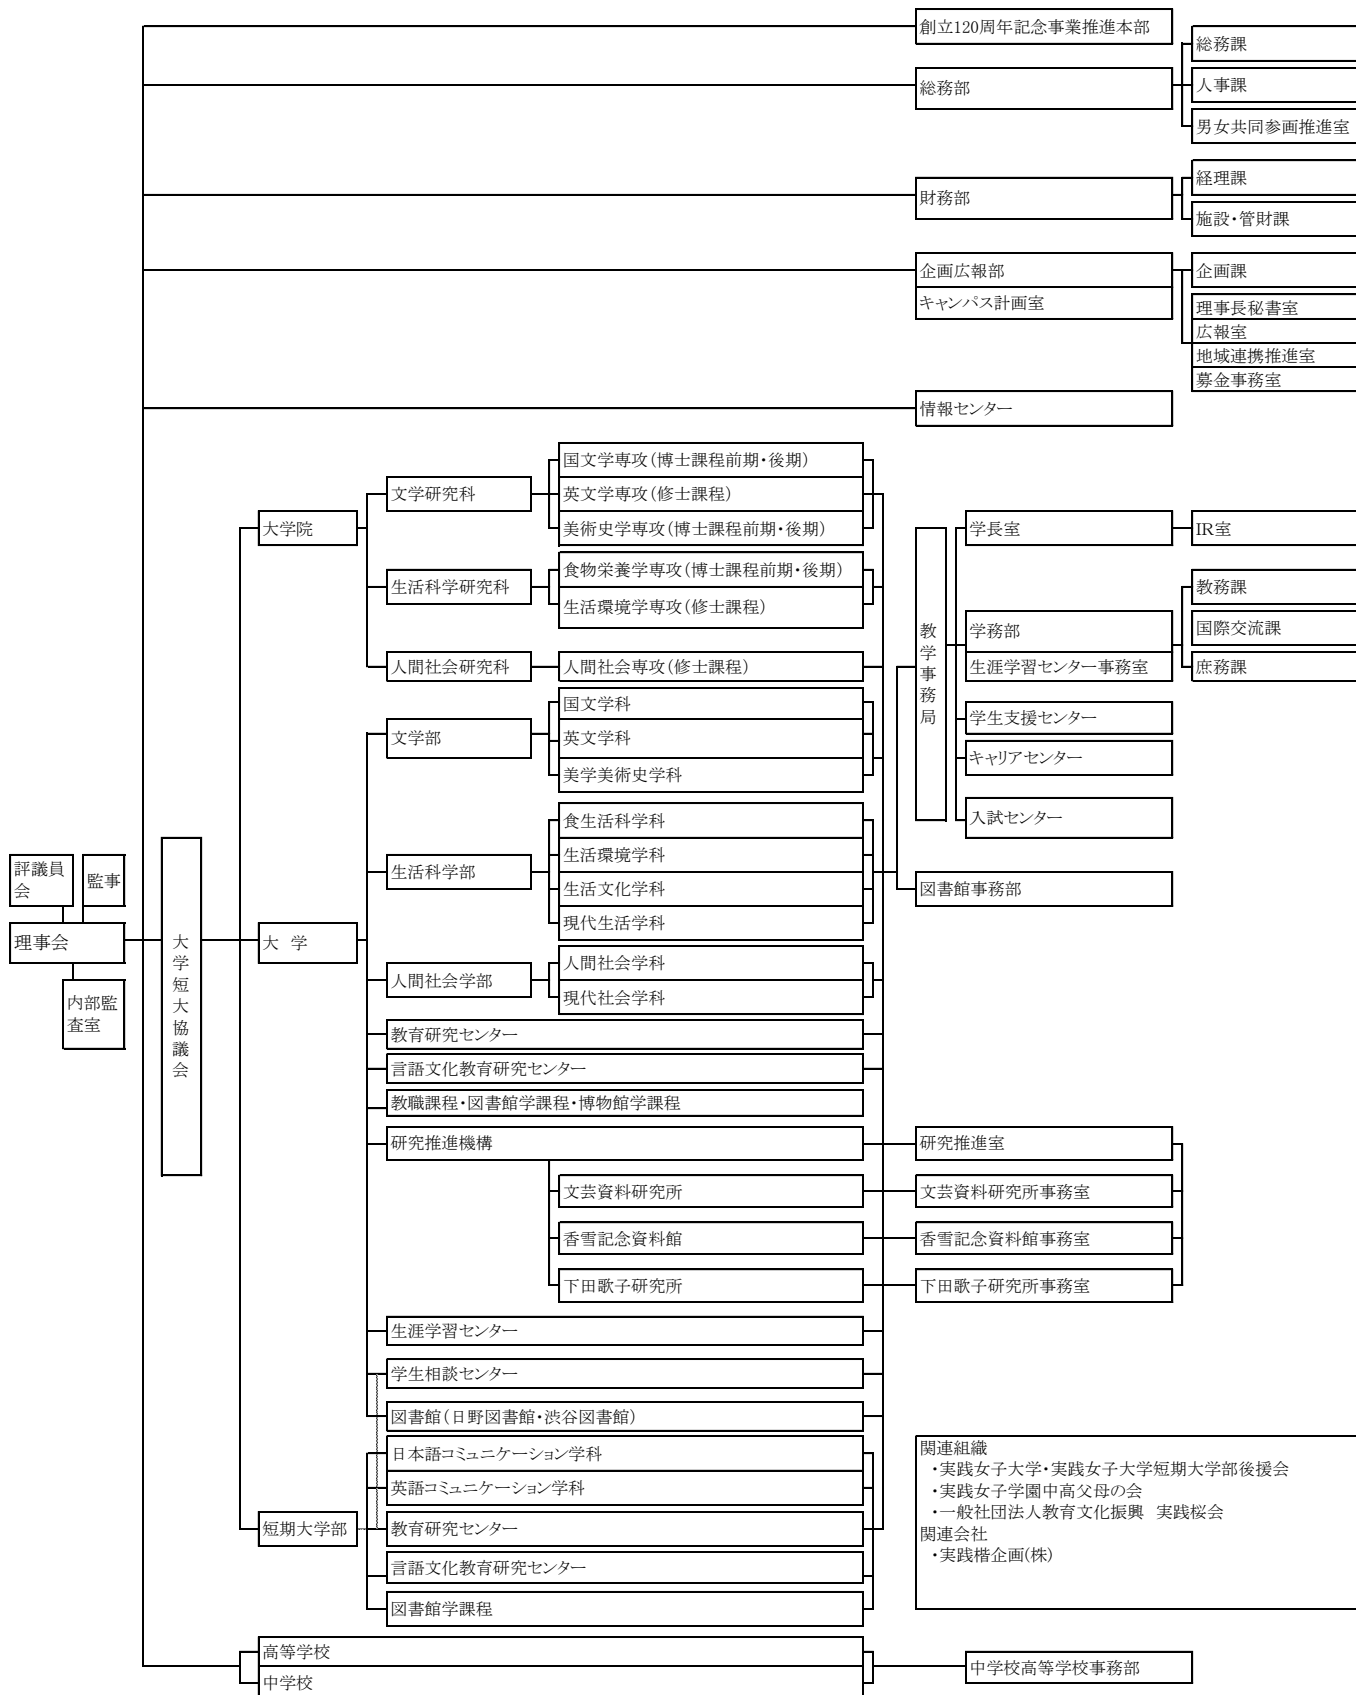 創立120周年記念事業推進本部
総務部
総務課
人事課
男女共同参画推進室
財務部
経理課
施設・管財課
企画広報部
キャンパス計画室
企画課
理事長秘書室
広報室
地域連携推進室
募金事務室
情報センター
大学院
文学研究科
国文学専攻(博士課程前期・後期)
英文学専攻(修士課程)
美術史学専攻(博士課程前期・後期)
生活科学研究科
食物栄養学専攻(博士課程前期・後期)
生活環境学専攻(修士課程)
人間社会研究科
人間社会専攻(修士課程)
教学事務局
学長室
IR室
学務部
生涯学習センター事務室
教務課
国際交流課
庶務課
学生支援センター
キャリアセンター
入試センター
図書館事務部
評議員
会
監事
理事会
内部監
査室
大学短大協議会
大 学
文学部
国文学科
英文学科
美学美術史学科
生活科学部
食生活科学科
生活環境学科
生活文化学科
現代生活学科
人間社会学部
人間社会学科
現代社会学科
教育研究センター
言語文化教育研究センター
教職課程・図書館学課程・博物館学課程
研究推進機構
研究推進室
文芸資料研究所
文芸資料研究所事務室
香雪記念資料館
香雪記念資料館事務室
下田歌子研究所
下田歌子研究所事務室
生涯学習センター
学生相談センター
図書館(日野図書館・渋谷図書館)
短期大学部
日本語コミュニケーション学科
英語コミュニケーション学科
教育研究センター
言語文化教育研究センター
図書館学課程
関連組織
・実践女子大学・実践女子大学短期大学部後援会
・実践女子学園中高父母の会
・一般社団法人教育文化振興 実践桜会
関連会社
・実践楷企画(株)
高等学校
中学校
中学校高等学校事務部